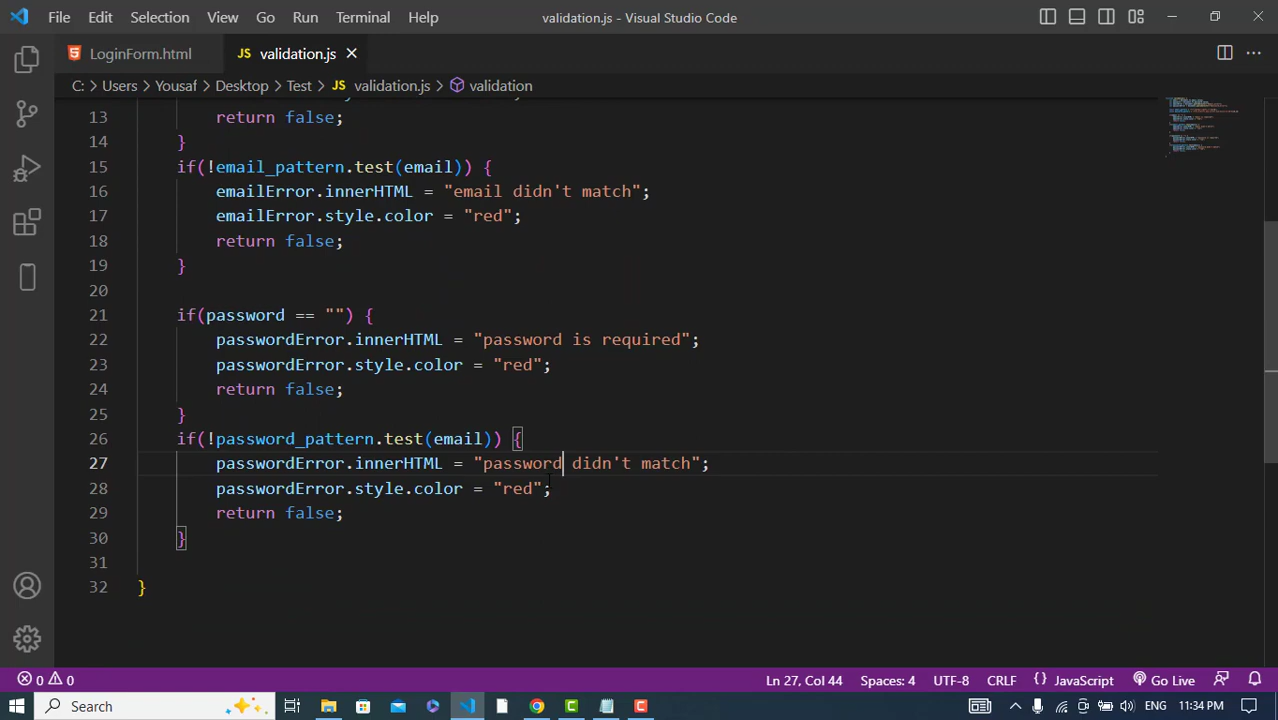 File Edit Selection View Go Run Terminal Help validation.js - Visual Studio Code
LoginForm.html JS validation.js
C: > Users > Yousaf > Desktop > Test > JS validation.js > validation
13 return false;
14 }
15 if(!email_pattern.test(email)) {
16 emailError.innerHTML = "email didn't match";
17 emailError.style.color = "red";
18 return false;
19 }
20
21 if(password == "") {
22 passwordError.innerHTML = "password is required";
23 passwordError.style.color = "red";
24 return false;
25 }
26 if(!password_pattern.test(email)) {
27 passwordError.innerHTML = "password didn't match";
28 passwordError.style.color = "red";
29 return false;
30 }
31
32 }
0 0 Ln 27, Col 44 Spaces: 4 UTF-8 CRLF {} JavaScript Go Live
Search ENG 11:34 PM